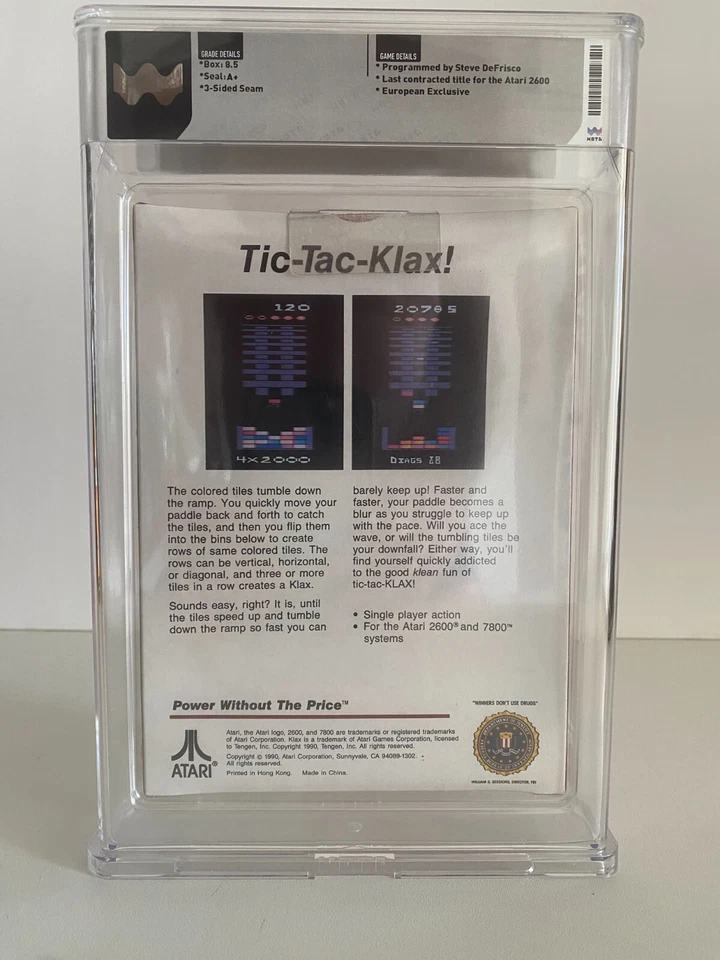 GRADE DETAILS
*Box: 8.5
*Seal: A+
*3-Sided Seam
GAME DETAILS
* Programmed by Steve DeFrisco
* Last contracted title for the Atari 2600
* European Exclusive
WATA
Tic-Tac-Klax!
120
4x2000
20785
DIAGS
The colored tiles tumble down
the ramp. You quickly move your
paddle back and forth to catch
the tiles, and then you flip them
into the bins below to create
rows of same colored tiles. The
rows can be vertical, horizontal,
or diagonal, and three or more
tiles in a row creates a Klax.
Sounds easy, right? It is, until
the tiles speed up and tumble
down the ramp so fast you can
barely keep up! Faster and
faster, your paddle becomes a
blur as you struggle to keep up
with the pace. Will you ace the
wave, or will the tumbling tiles be
your downfall? Either way, you'll
find yourself quickly addicted
to the good klean fun of
tic-tac-KLAX!
• Single player action
• For the Atari 2600® and 7800™
systems
Power Without The Price™
ATARI®
Atari, the Atari logo, 2600, and 7800 are trademarks or registered trademarks
of Atari Corporation. Klax is a trademark of Atari Games Corporation, licensed
to Tengen, Inc. Copyright 1990, Tengen, Inc. All rights reserved.
Copyright © 1990, Atari Corporation, Sunnyvale, CA 94089-1302.
All rights reserved.
Printed in Hong Kong. Made in China.
"WINNERS DON'T USE DRUGS"
WILLIAM S. SESSIONS, DIRECTOR, FBI